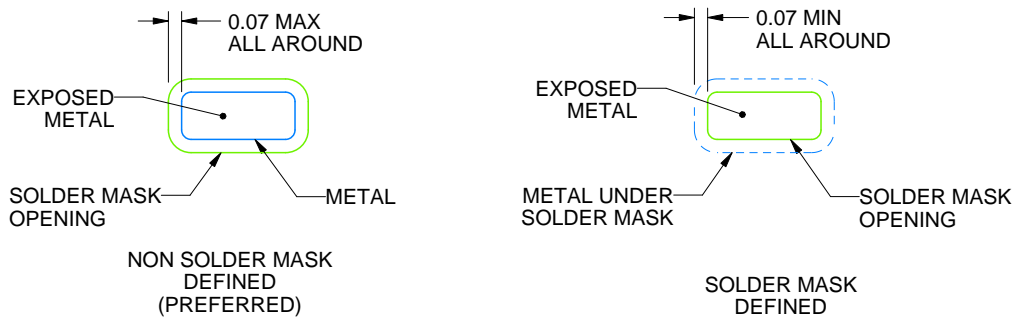 0.07 MAX
ALL AROUND
EXPOSED
METAL
SOLDER MASK
OPENING
METAL
NON SOLDER MASK
DEFINED
(PREFERRED)
0.07 MIN
ALL AROUND
EXPOSED
METAL
METAL UNDER
SOLDER MASK
SOLDER MASK
OPENING
SOLDER MASK
DEFINED